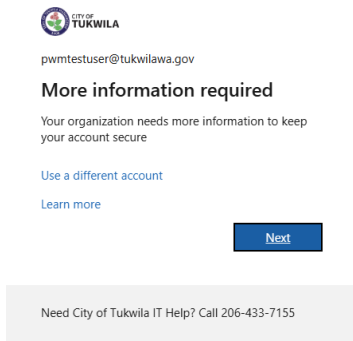 CITY OF
TUKWILA
pwmtestuser@tukwilawa.gov
More information required
Your organization needs more information to keep
your account secure
Use a different account
Learn more
Next
Need City of Tukwila IT Help? Call 206-433-7155